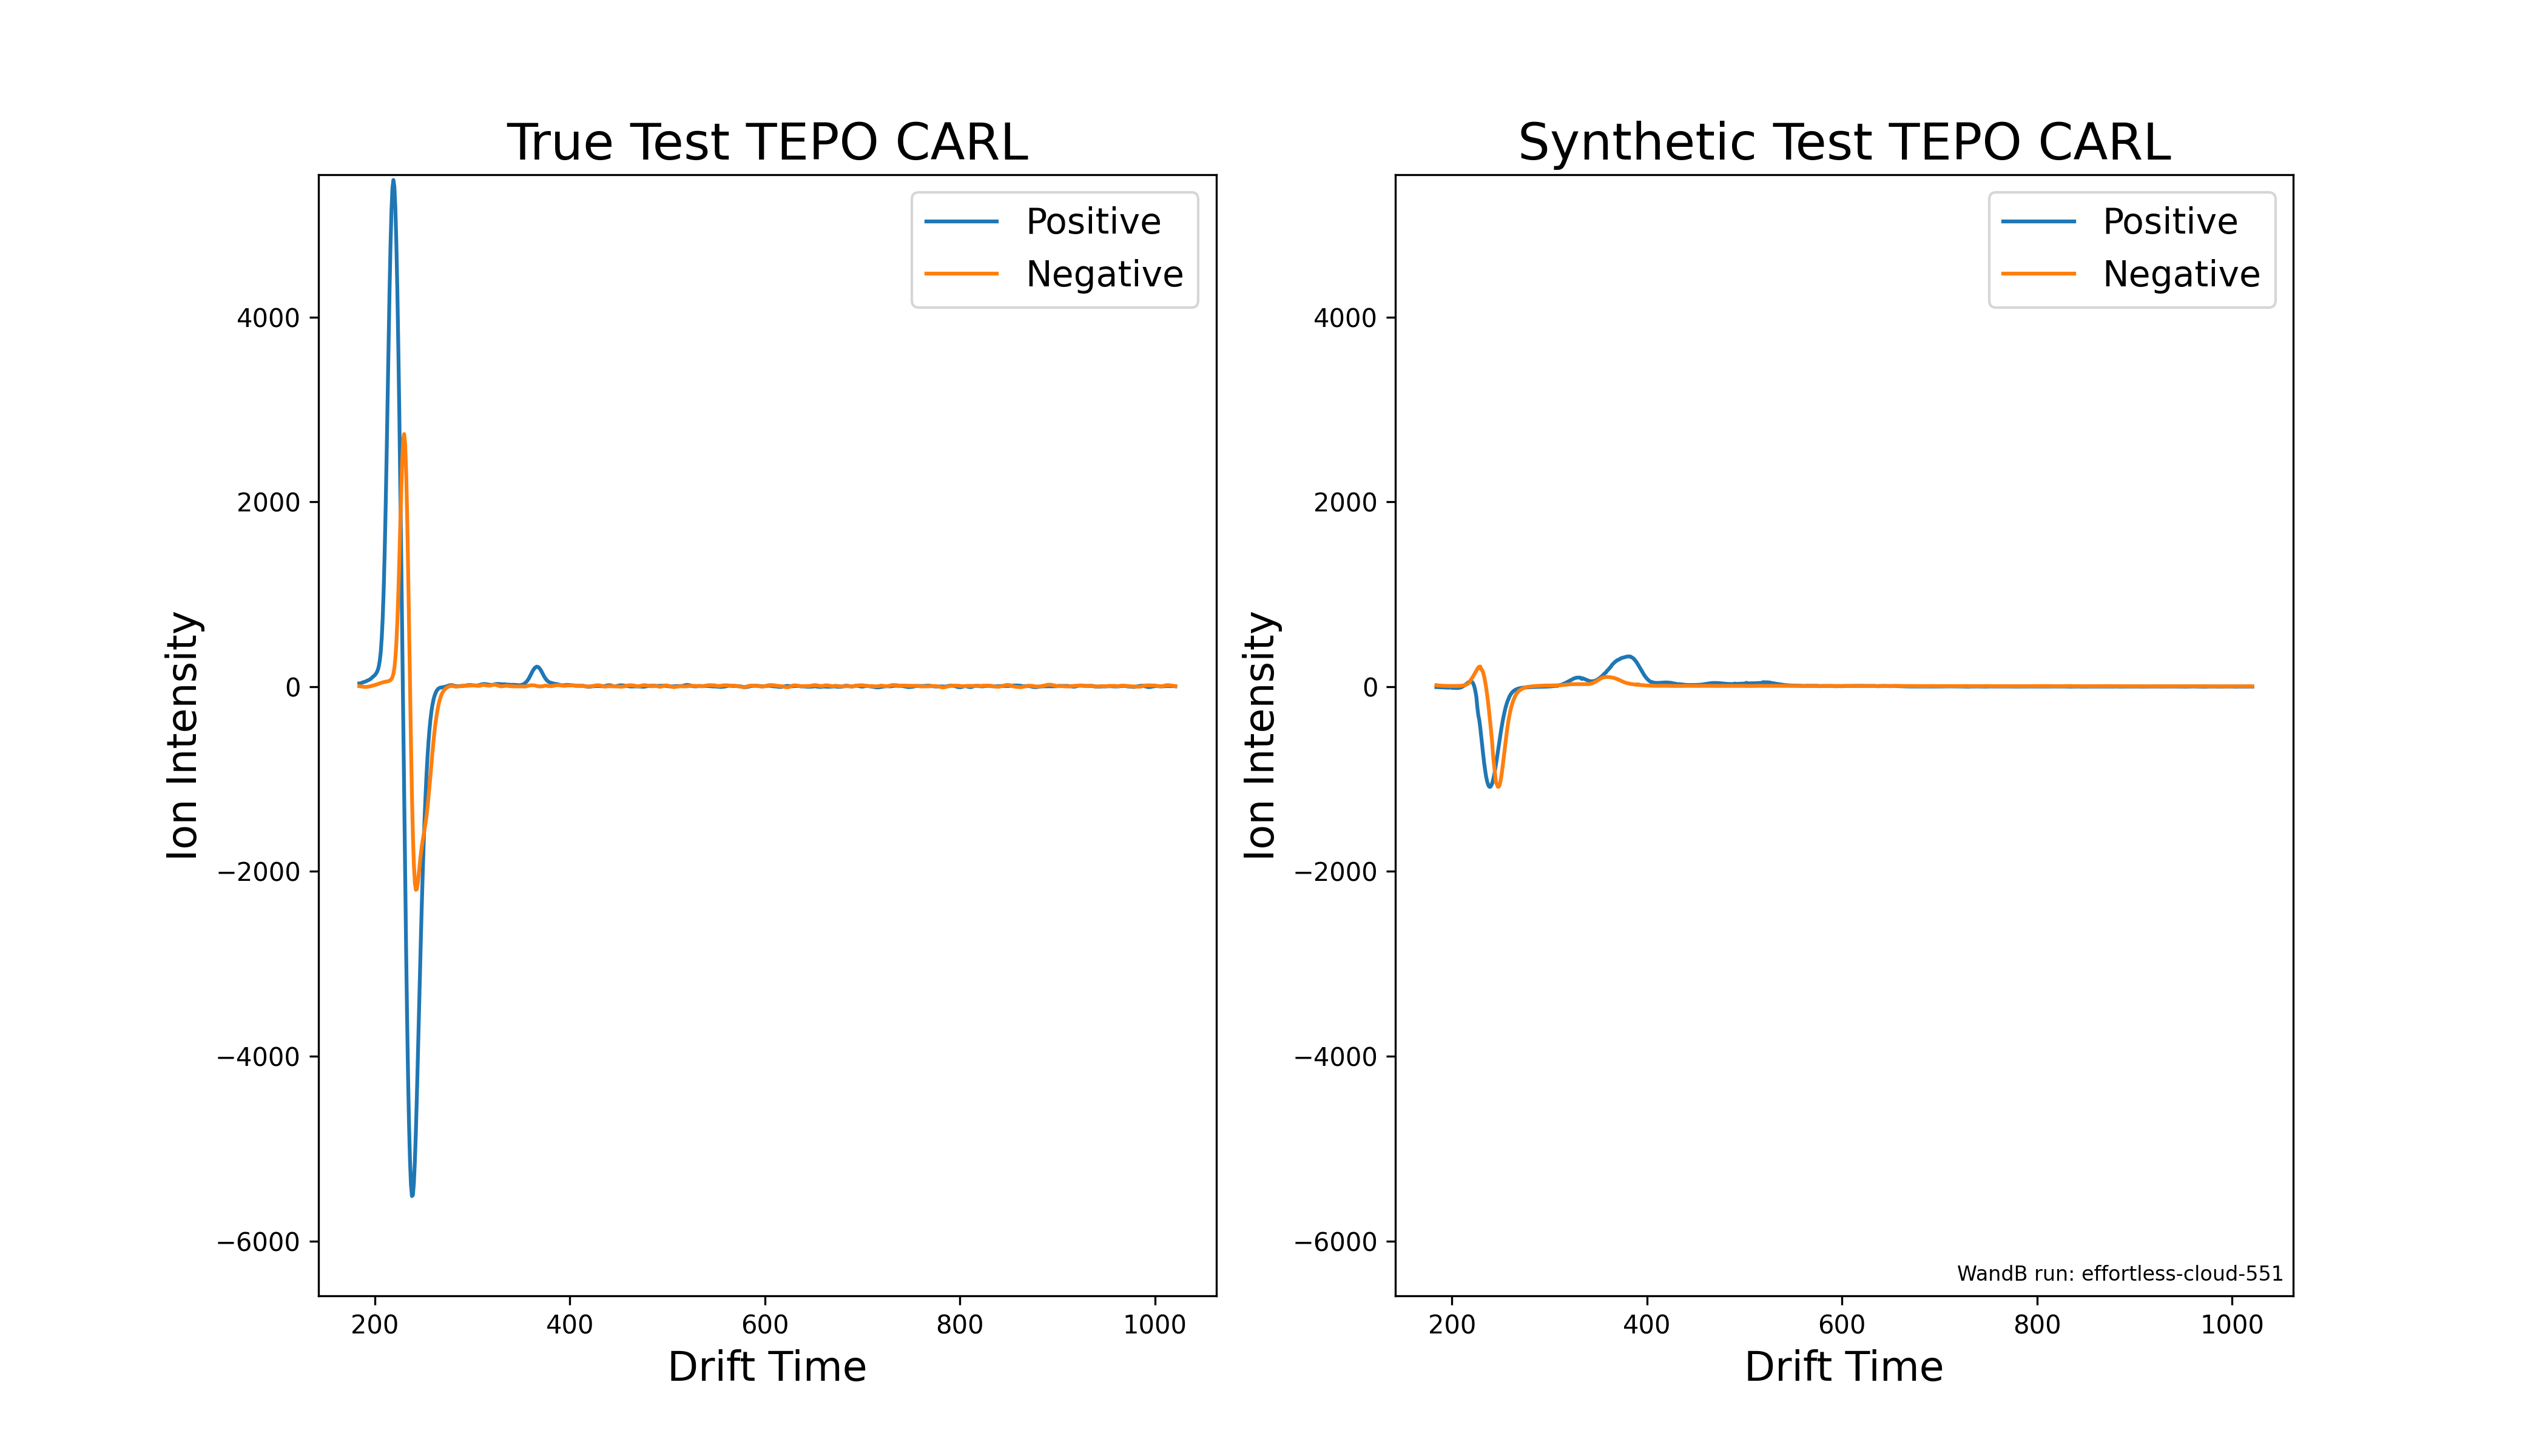 True Test TEPO CARL
Positive
Negative
4000
2000
0
−2000
−4000
−6000
Ion Intensity
200 400 600 800 1000
Drift Time
Synthetic Test TEPO CARL
Positive
Negative
4000
2000
0
−2000
−4000
−6000
Ion Intensity
WandB run: effortless-cloud-551
200 400 600 800 1000
Drift Time